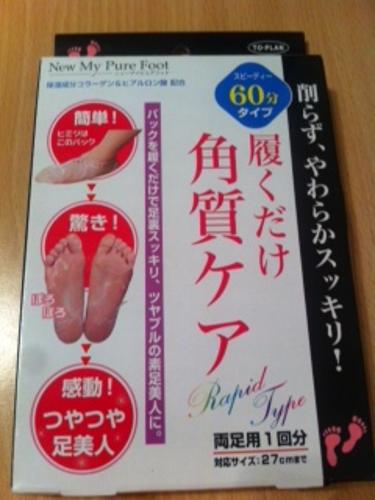 TO-PLAN
New My Pure Foot
ニューマイピュアフット
保湿成分コラーゲン&ヒアルロン酸 配合
スピーディー
60分
タイプ
削らず、やわらかスッキリ!
履くだけ
角質ケア
Rapid
Type
パックを履くだけで足裏スッキリ、ツヤプルの素足美人に。
簡単!
ヒミツは
このパック
驚き!
ぽろ
ぽろ
感動!
つやつや
足美人
両足用1回分
対応サイズ:27cmまで